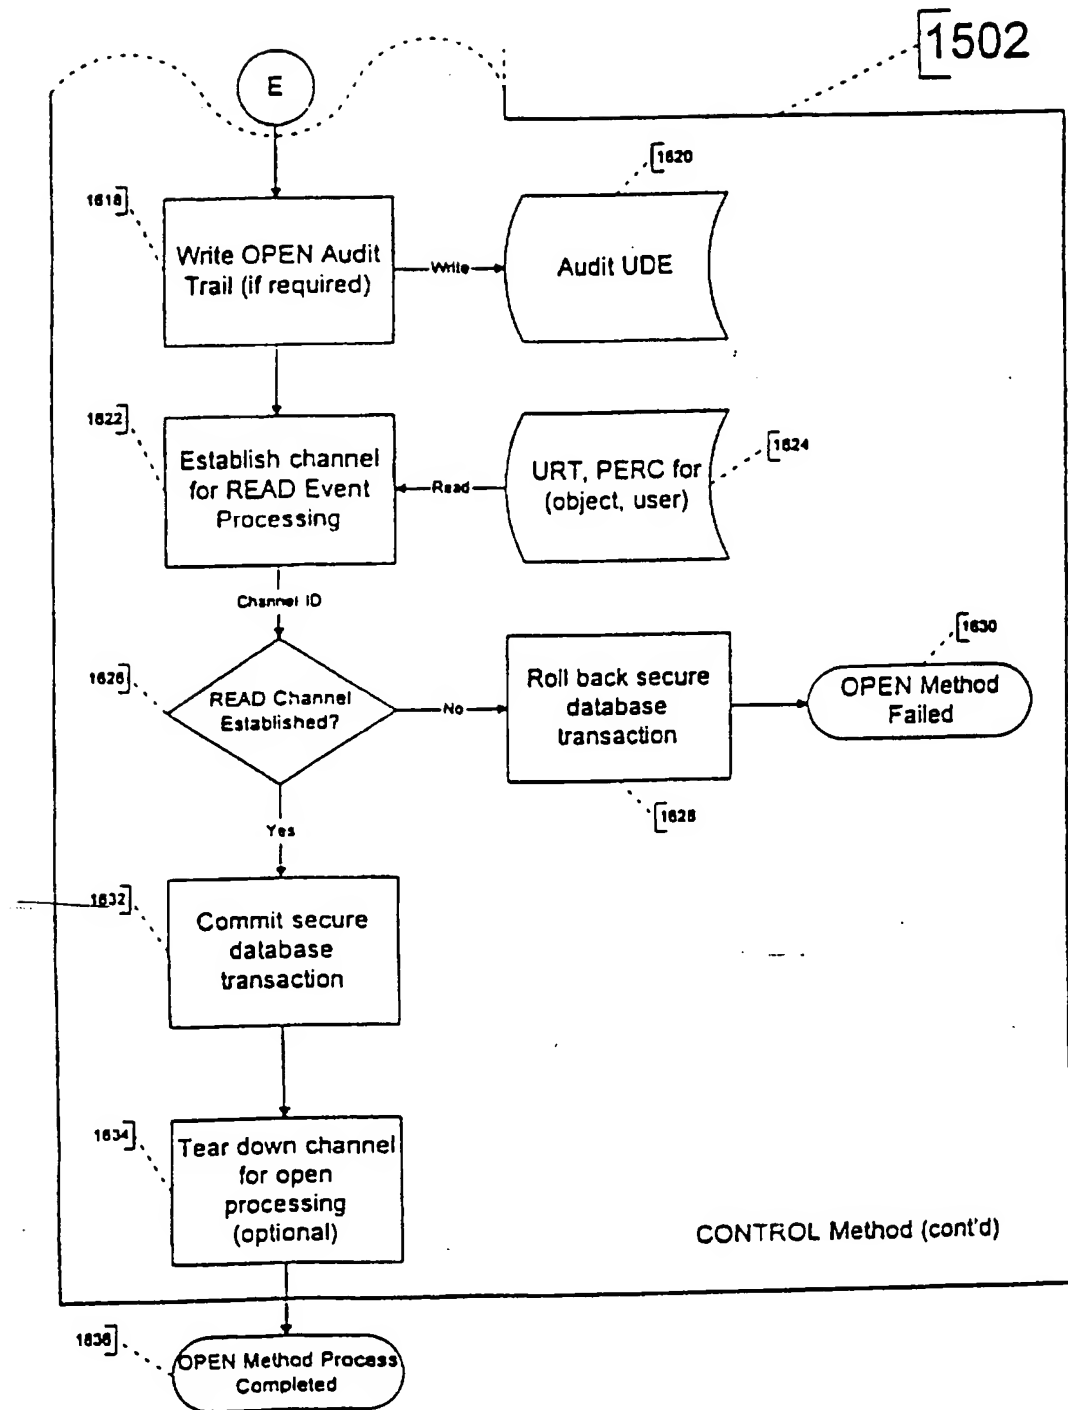 1502
E
1618
Write OPEN Audit
Trail (if required)
Write
1620
Audit UDE
1622
Establish channel
for READ Event
Processing
Read
URT, PERC for
(object, user)
1624
Channel ID
1626
READ Channel
Established?
No
Roll back secure
database
transaction
1628
1630
OPEN Method
Failed
Yes
1632
Commit secure
database
transaction
1634
Tear down channel
for open
processing
(optional)
CONTROL Method (cont'd)
1636
OPEN Method Process
Completed